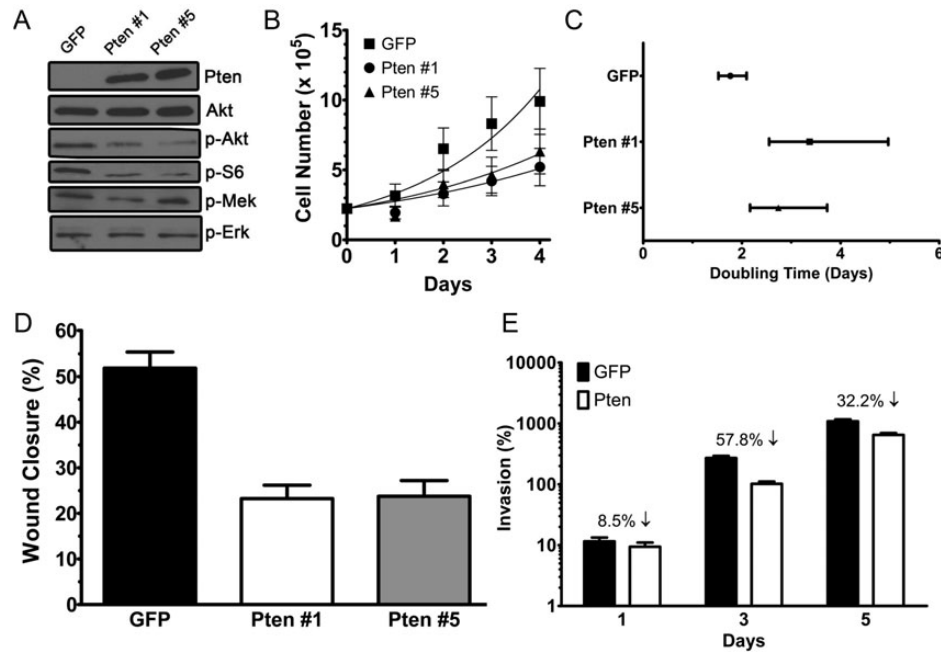 A
GFP
Pten #1
Pten #5
Pten
Akt
p-Akt
p-S6
p-Mek
p-Erk
B
Cell Number (x 10⁵)
15
10
5
0
GFP
Pten #1
Pten #5
0 1 2 3 4
Days
C
GFP
Pten #1
Pten #5
0 2 4 6
Doubling Time (Days)
D
Wound Closure (%)
60
50
40
30
20
10
0
GFP Pten #1 Pten #5
E
Invasion (%)
10000
1000
100
10
1
GFP
Pten
8.5% ↓
57.8% ↓
32.2% ↓
1 3 5
Days